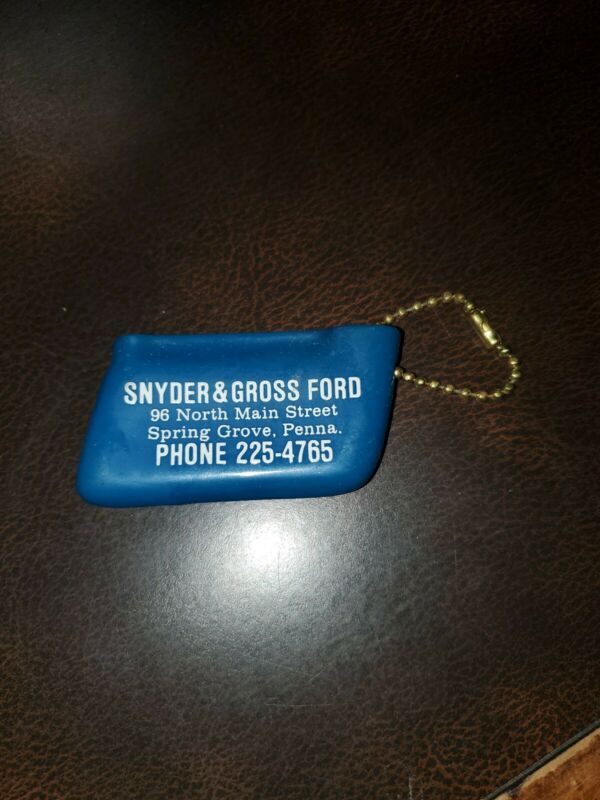 SNYDER & GROSS FORD
96 North Main Street
Spring Grove, Penna.
PHONE 225-4765